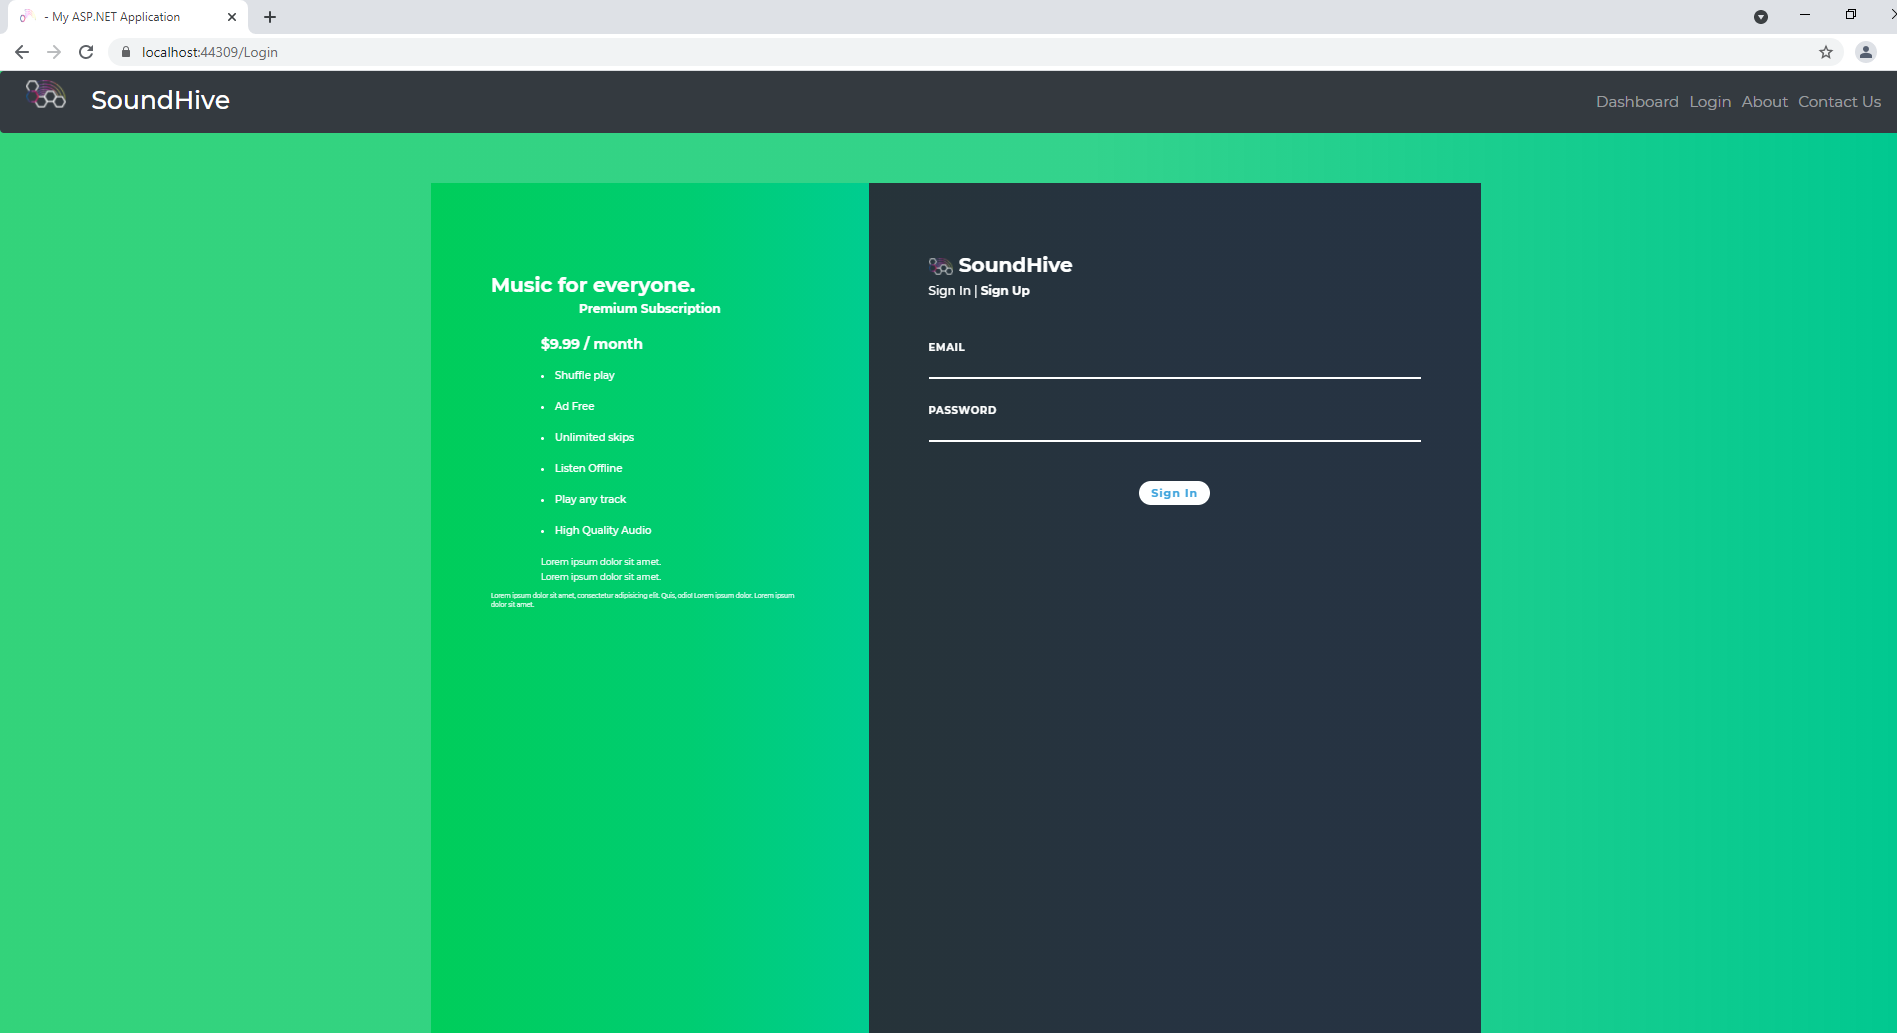 - My ASP.NET Application
localhost:44309/Login
SoundHive
Dashboard Login About Contact Us
Music for everyone.
Premium Subscription
$9.99 / month
• Shuffle play
• Ad Free
• Unlimited skips
• Listen Offline
• Play any track
• High Quality Audio
Lorem ipsum dolor sit amet.
Lorem ipsum dolor sit amet.
Lorem ipsum dolor sit amet, consectetur adipisicing elit. Quis, odio! Lorem ipsum dolor. Lorem ipsum
dolor sit amet.
SoundHive
Sign In | Sign Up
EMAIL
PASSWORD
Sign In